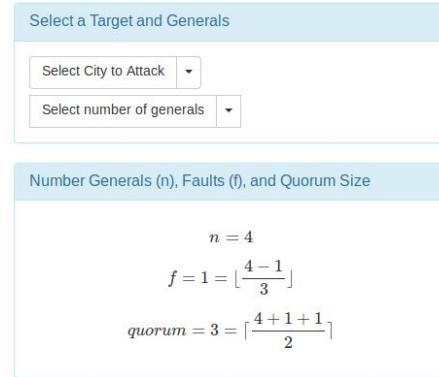 Select a Target and Generals
Select City to Attack
Select number of generals
Number Generals (n), Faults (f), and Quorum Size
n = 4
f = 1 = ⌊(4 − 1)/3⌋
quorum = 3 = ⌈(4 + 1 + 1)/2⌉